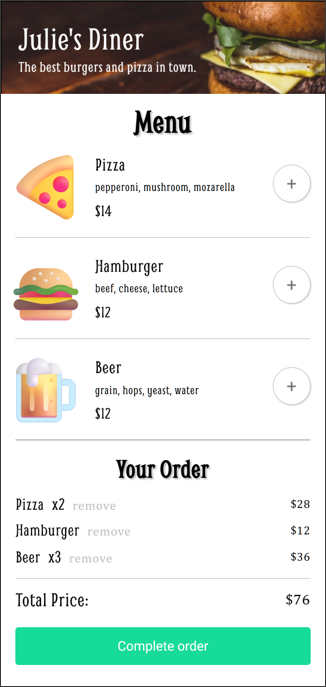 Julie's Diner
The best burgers and pizza in town.
Menu
Pizza
pepperoni, mushroom, mozarella
$14
+
Hamburger
beef, cheese, lettuce
$12
+
Beer
grain, hops, yeast, water
$12
+
Your Order
Pizza x2 remove $28
Hamburger remove $12
Beer x3 remove $36
Total Price: $76
Complete order